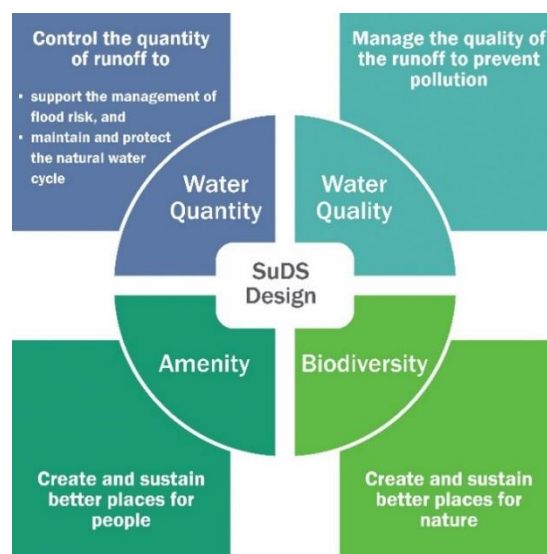 Control the quantity
of runoff to
• support the management of
flood risk, and
• maintain and protect
the natural water
cycle
Manage the quality of
the runoff to prevent
pollution
Water
Quantity
Water
Quality
SuDS
Design
Amenity
Biodiversity
Create and sustain
better places for
people
Create and sustain
better places for
nature